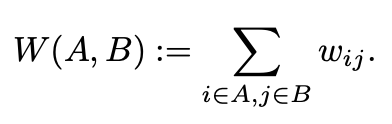 W(A, B) := ∑_{i∈A,j∈B} w_{ij}.